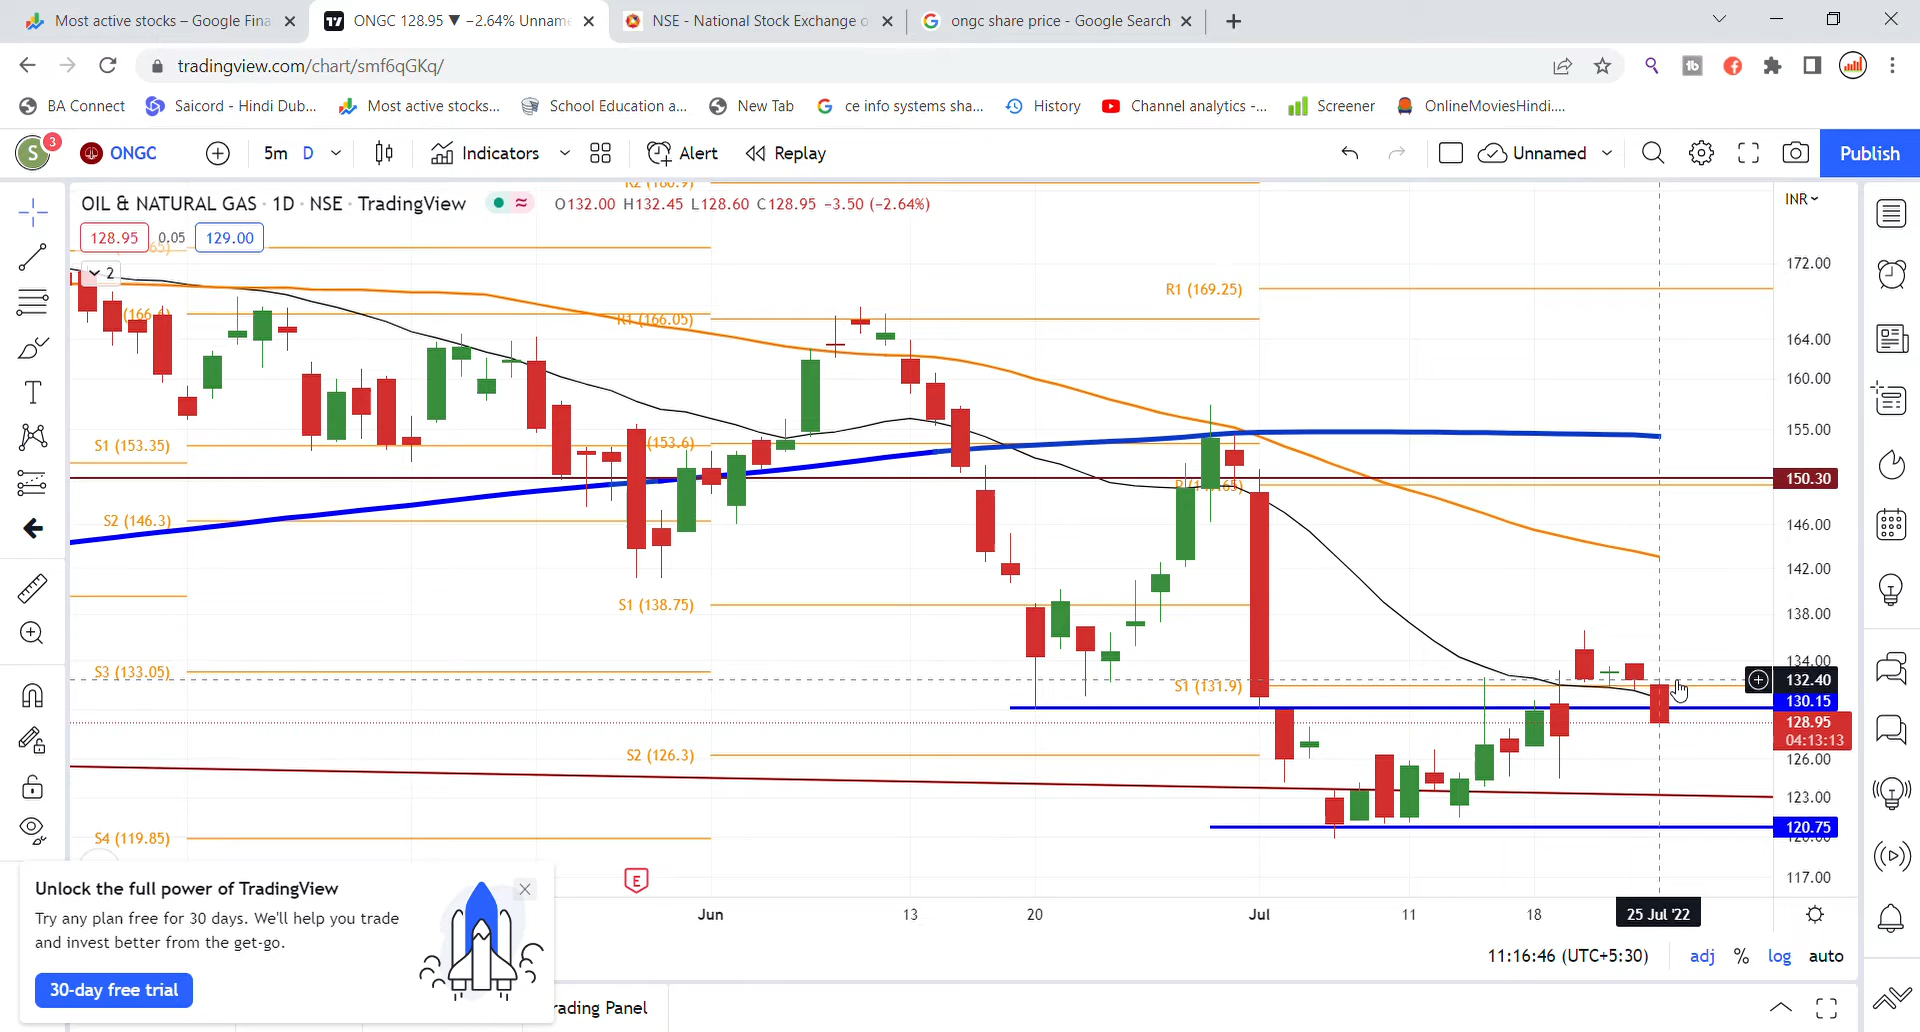 Most active stocks – Google Fina
ONGC 128.95 ▼ −2.64% Unname
NSE - National Stock Exchange o
ongc share price - Google Search
tradingview.com/chart/smf6qGKq/
BA Connect
Saicord - Hindi Dub...
Most active stocks...
School Education a...
New Tab
ce info systems sha...
History
Channel analytics -...
Screener
OnlineMoviesHindi....
S 3 ONGC 5m D Indicators Alert Replay Unnamed Publish
OIL & NATURAL GAS · 1D · NSE · TradingView O132.00 H132.45 L128.60 C128.95 −3.50 (−2.64%) INR
128.95 0.05 129.00
2
R2 (180.9)
R1 (169.25)
R1 (166.05)
S1 (153.35)
(153.6)
S2 (146.3)
S1 (138.75)
S3 (133.05)
S1 (131.9)
S2 (126.3)
S4 (119.85)
172.00
164.00
160.00
155.00
150.30
146.00
142.00
138.00
134.00
132.40
130.15
128.95
04:13:13
126.00
123.00
120.75
117.00
E
Jun 13 20 Jul 11 18 25 Jul '22
Unlock the full power of TradingView
Try any plan free for 30 days. We'll help you trade
and invest better from the get-go.
30-day free trial
11:16:46 (UTC+5:30) adj % log auto
rading Panel